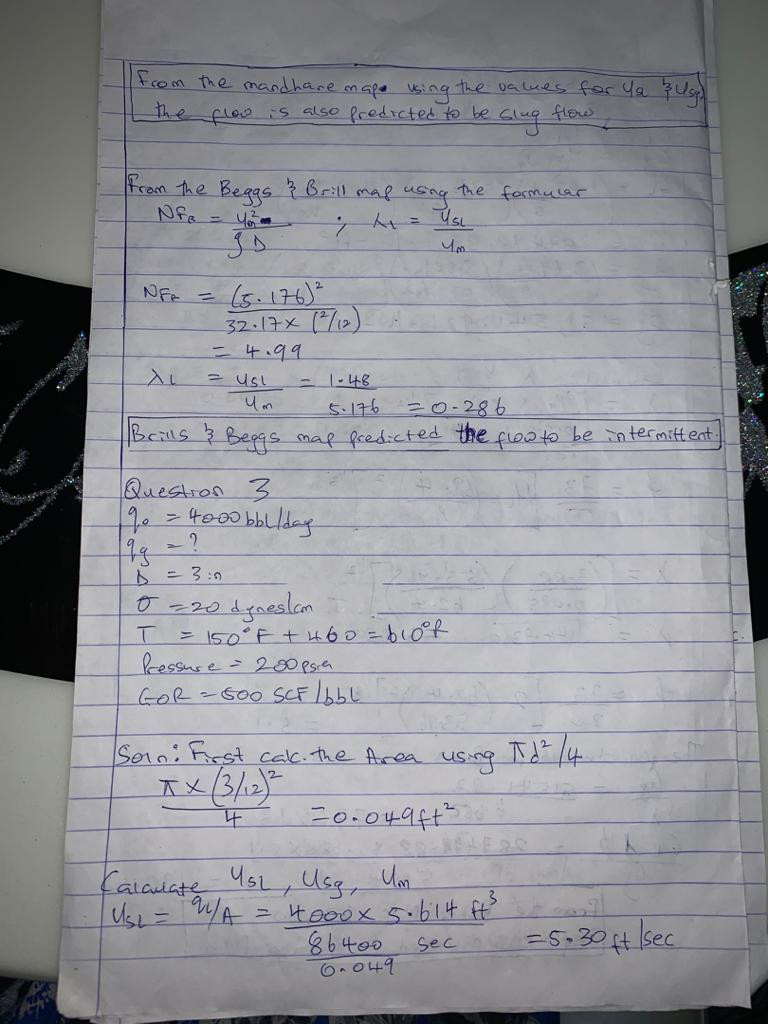 From the mandhane map using the values for Usl & Usg,
the flow is also predicted to be slug flow
From the Beggs & Brill map using the formular
NFR = Um² / gD ; λL = USL / Um
NFR = (5.176)² / 32.17 × (2/12)
= 4.99
λL = USL / Um = 1.48 / 5.176 = 0.286
Brills & Beggs map predicted the flow to be intermittent.
Question 3
qo = 4000 bbl/day
qg = ?
D = 3 in
σ = 20 dynes/cm
T = 150°F + 460 = 610°R
Pressure = 200 psia
GOR = 500 SCF/bbl
Soln: First calc. the Area using πd²/4
π × (3/12)² / 4 = 0.049 ft²
Calculate USL, Usg, Um
USL = qL/A = 4000 × 5.614 ft³ / 86400 sec / 0.049 = 5.30 ft/sec